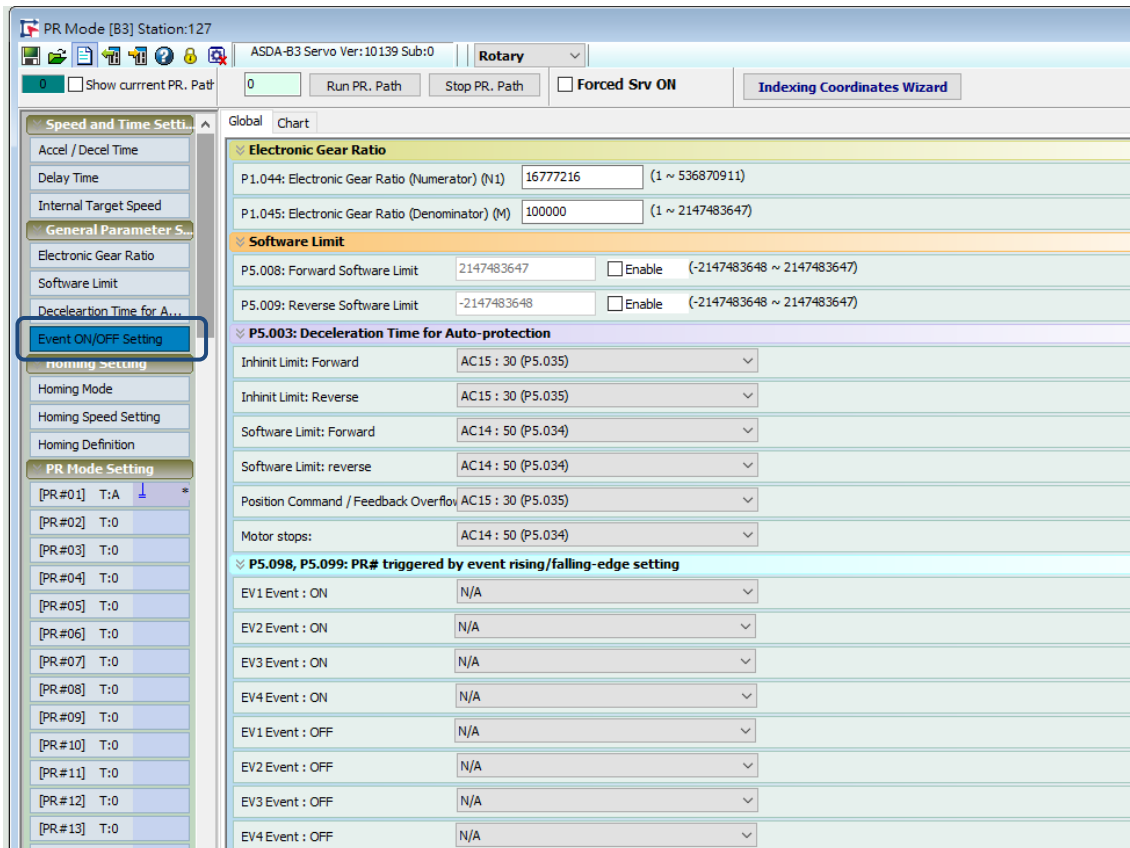 PR Mode [B3] Station:127
ASDA-B3 Servo Ver:10139 Sub:0
Rotary
0
Show currrent PR. Path
0
Run PR. Path
Stop PR. Path
Forced Srv ON
Indexing Coordinates Wizard
Speed and Time Setti...
Accel / Decel Time
Delay Time
Internal Target Speed
General Parameter S...
Electronic Gear Ratio
Software Limit
Deceleartion Time for A...
Event ON/OFF Setting
Homing Setting
Homing Mode
Homing Speed Setting
Homing Definition
PR Mode Setting
[PR#01] T:A *
[PR#02] T:0
[PR#03] T:0
[PR#04] T:0
[PR#05] T:0
[PR#06] T:0
[PR#07] T:0
[PR#08] T:0
[PR#09] T:0
[PR#10] T:0
[PR#11] T:0
[PR#12] T:0
[PR#13] T:0
Global Chart
Electronic Gear Ratio
P1.044: Electronic Gear Ratio (Numerator) (N1) 16777216 (1 ~ 536870911)
P1.045: Electronic Gear Ratio (Denominator) (M) 100000 (1 ~ 2147483647)
Software Limit
P5.008: Forward Software Limit 2147483647 Enable (-2147483648 ~ 2147483647)
P5.009: Reverse Software Limit -2147483648 Enable (-2147483648 ~ 2147483647)
P5.003: Deceleration Time for Auto-protection
Inhinit Limit: Forward AC15 : 30 (P5.035)
Inhinit Limit: Reverse AC15 : 30 (P5.035)
Software Limit: Forward AC14 : 50 (P5.034)
Software Limit: reverse AC14 : 50 (P5.034)
Position Command / Feedback Overflow AC15 : 30 (P5.035)
Motor stops: AC14 : 50 (P5.034)
P5.098, P5.099: PR# triggered by event rising/falling-edge setting
EV1 Event : ON N/A
EV2 Event : ON N/A
EV3 Event : ON N/A
EV4 Event : ON N/A
EV1 Event : OFF N/A
EV2 Event : OFF N/A
EV3 Event : OFF N/A
EV4 Event : OFF N/A